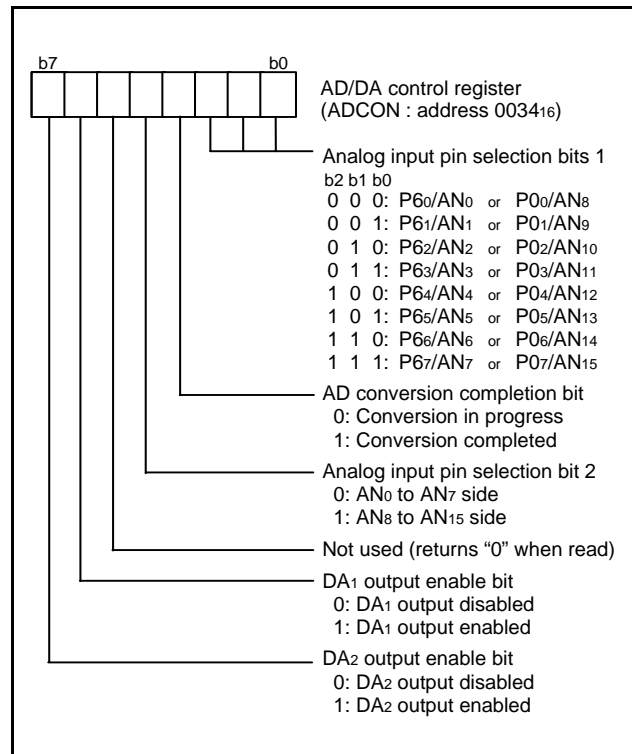 b7 b0
AD/DA control register
(ADCON : address 0034₁₆)
Analog input pin selection bits 1
b2 b1 b0
0 0 0: P6₀/AN₀ or P0₀/AN₈
0 0 1: P6₁/AN₁ or P0₁/AN₉
0 1 0: P6₂/AN₂ or P0₂/AN₁₀
0 1 1: P6₃/AN₃ or P0₃/AN₁₁
1 0 0: P6₄/AN₄ or P0₄/AN₁₂
1 0 1: P6₅/AN₅ or P0₅/AN₁₃
1 1 0: P6₆/AN₆ or P0₆/AN₁₄
1 1 1: P6₇/AN₇ or P0₇/AN₁₅
AD conversion completion bit
0: Conversion in progress
1: Conversion completed
Analog input pin selection bit 2
0: AN₀ to AN₇ side
1: AN₈ to AN₁₅ side
Not used (returns “0” when read)
DA₁ output enable bit
0: DA₁ output disabled
1: DA₁ output enabled
DA₂ output enable bit
0: DA₂ output disabled
1: DA₂ output enabled